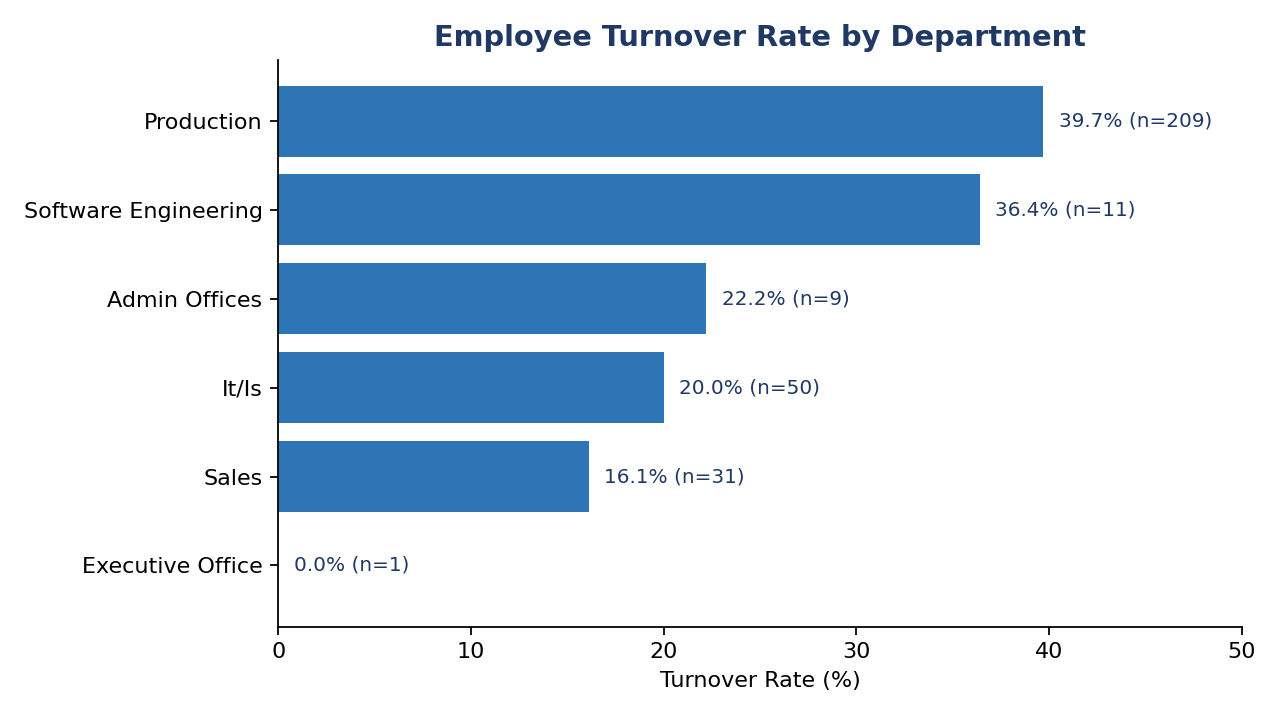 Employee Turnover Rate by Department
Production
39.7% (n=209)
Software Engineering
36.4% (n=11)
Admin Offices
22.2% (n=9)
It/Is
20.0% (n=50)
Sales
16.1% (n=31)
Executive Office
0.0% (n=1)
0 10 20 30 40 50
Turnover Rate (%)